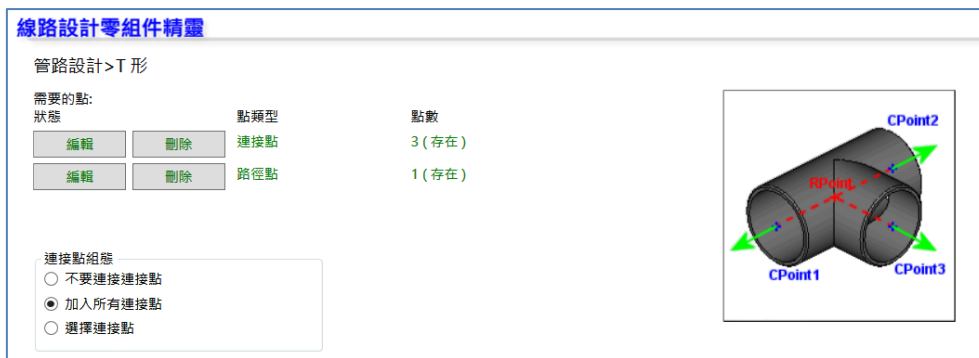 線路設計零組件精靈
管路設計>T 形
需要的點:
狀態 點類型 點數
編輯 刪除 連接點 3 ( 存在 )
編輯 刪除 路徑點 1 ( 存在 )
連接點組態
不要連接連接點
加入所有連接點
選擇連接點
CPoint2
RPoint
CPoint1
CPoint3